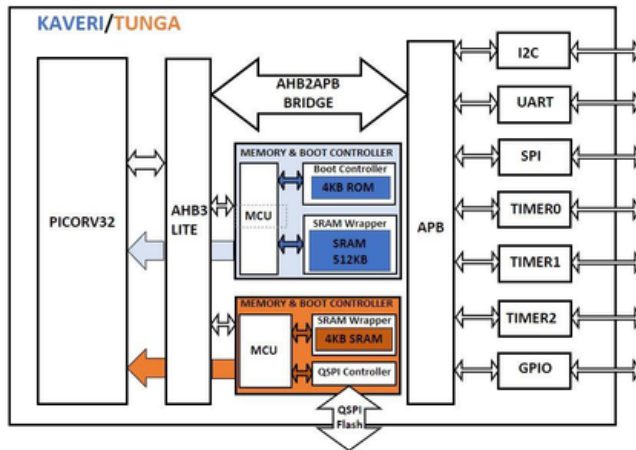 KAVERI/TUNGA
PICORV32
AHB3
LITE
AHB2APB
BRIDGE
MEMORY & BOOT CONTROLLER
MCU
Boot Controller
4KB ROM
SRAM Wrapper
SRAM
512KB
MEMORY & BOOT CONTROLLER
MCU
SRAM Wrapper
4KB SRAM
QSPI Controller
QSPI
Flash
APB
I2C
UART
SPI
TIMER0
TIMER1
TIMER2
GPIO